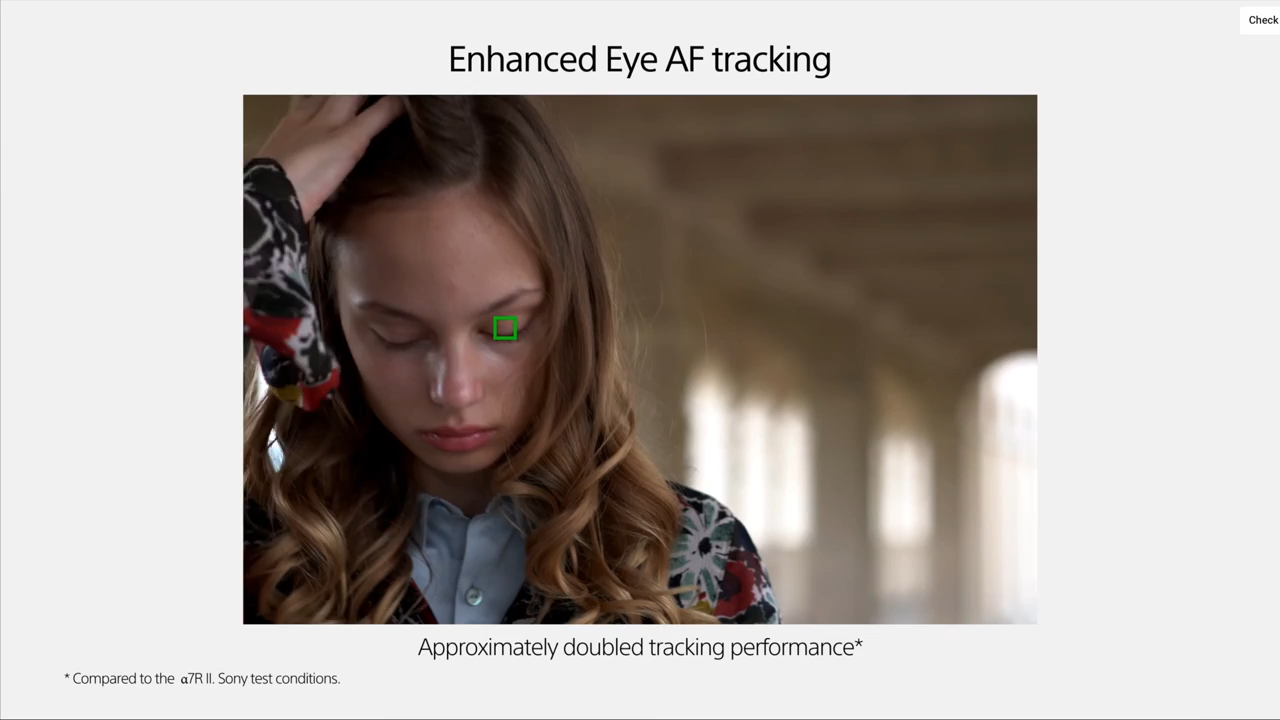 Check
Enhanced Eye AF tracking
Approximately doubled tracking performance*
* Compared to the α7R II. Sony test conditions.